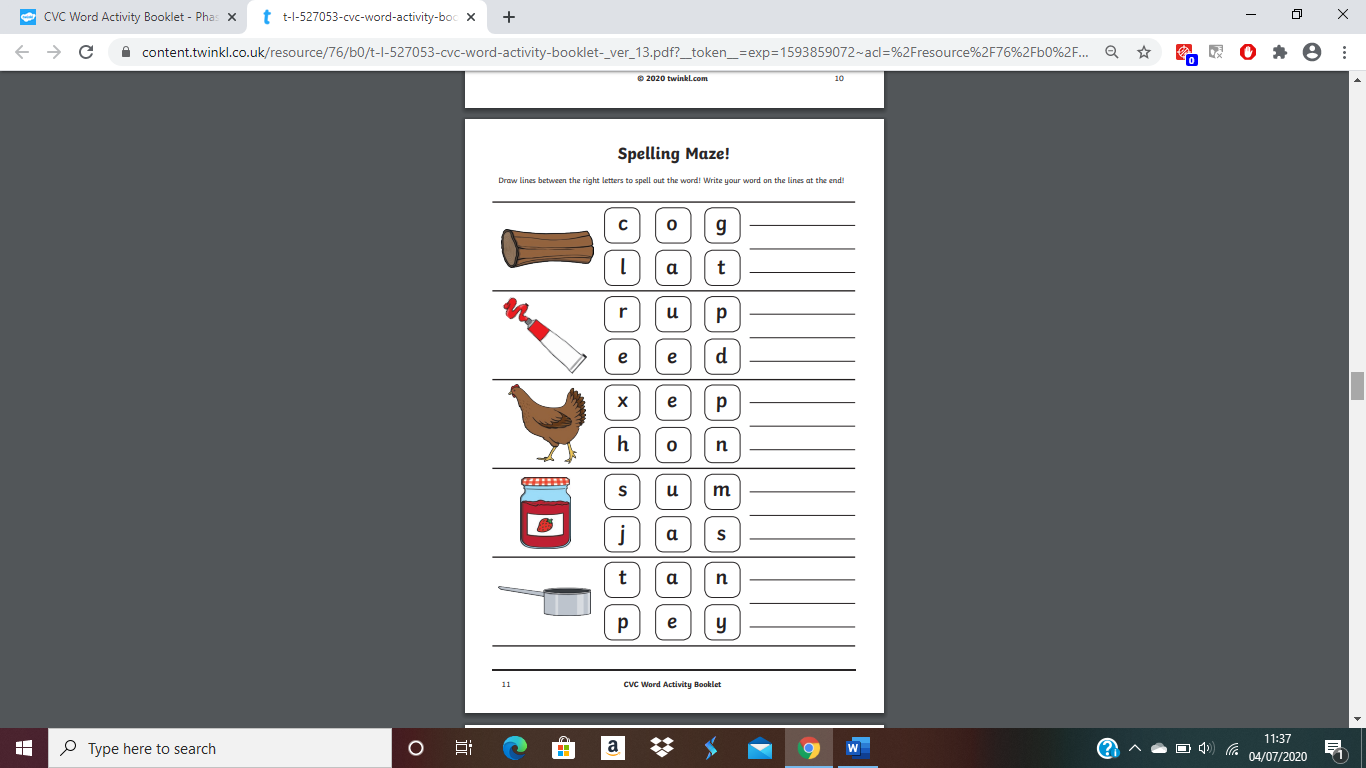 CVC Word Activity Booklet - Pha
t-l-527053-cvc-word-activity-boo
content.twinkl.co.uk/resource/76/b0/t-l-527053-cvc-word-activity-booklet-_ver_13.pdf?__token__=exp=1593859072~acl=%2Fresource%2F76%2Fb0%2F...
0
© 2020 twinkl.com 10
Spelling Maze!
Draw lines between the right letters to spell out the word! Write your word on the lines at the end!
c o g
l a t
r u p
e e d
x e p
h o n
s u m
j a s
t a n
p e y
11 CVC Word Activity Booklet
Type here to search
11:37
04/07/2020
1